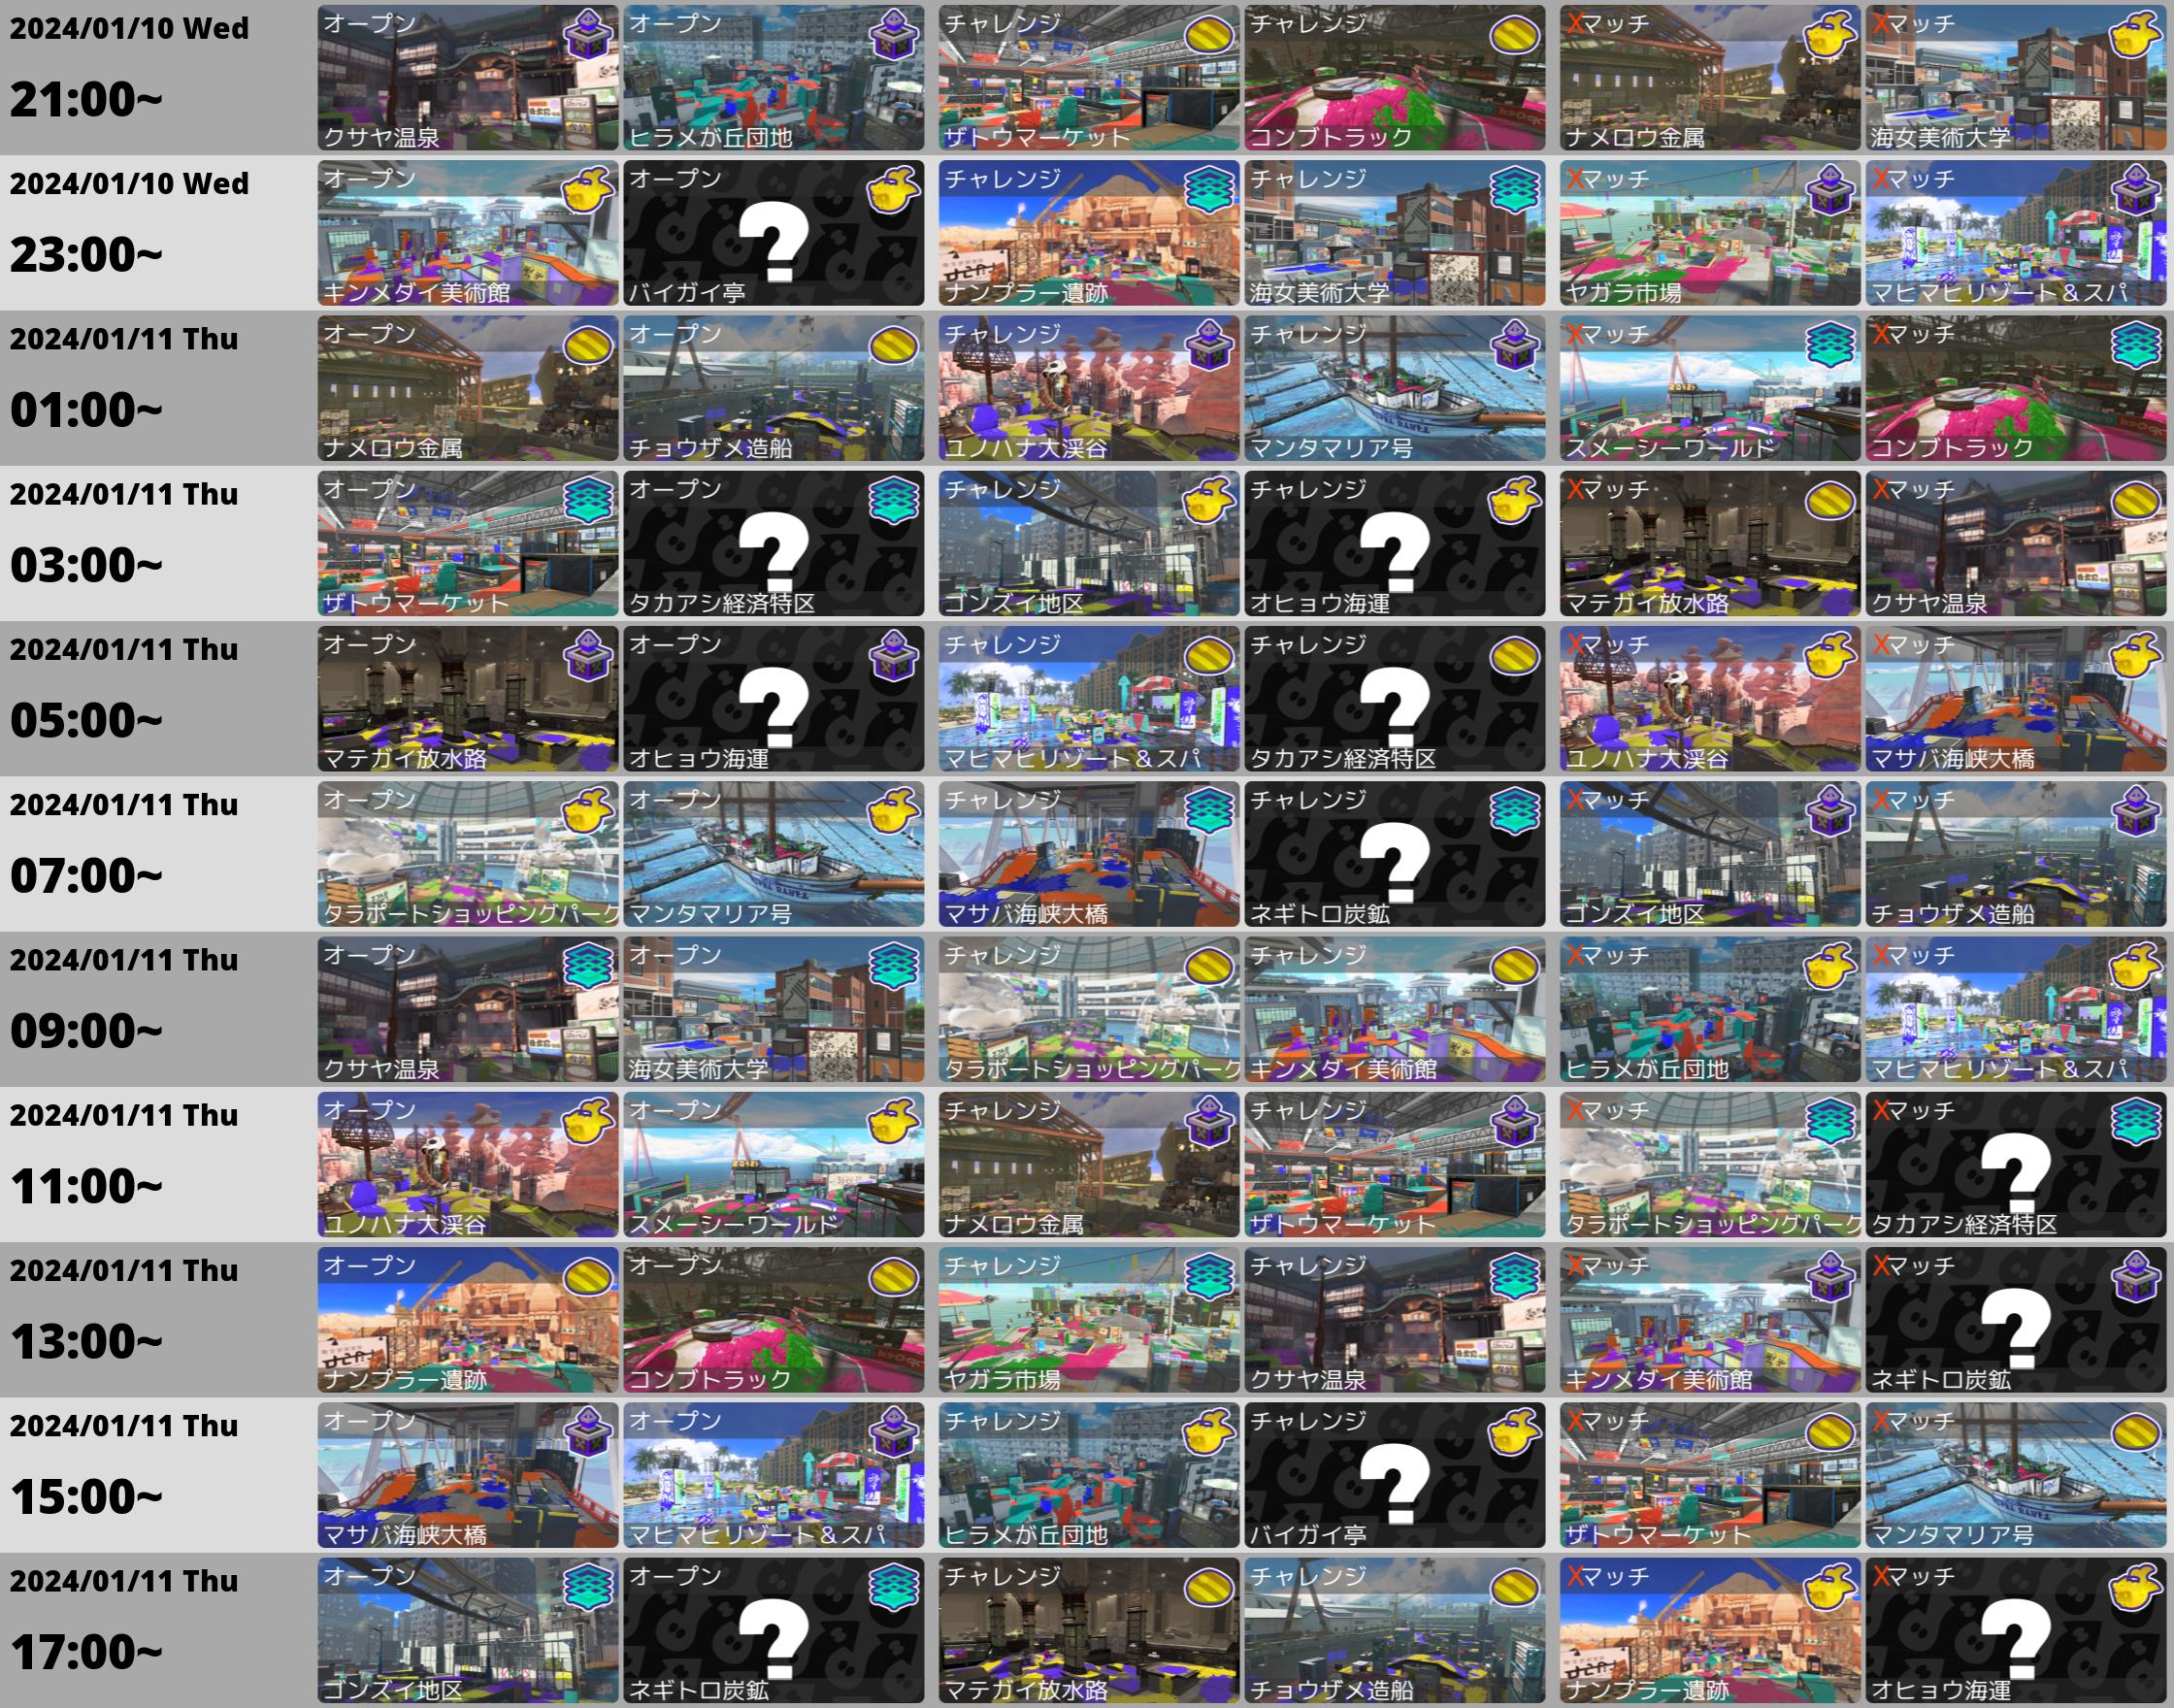 2024/01/10 Wed
21:00~
オープン オープン チャレンジ チャレンジ Xマッチ Xマッチ
クサヤ温泉 ヒラメが丘団地 ザトウマーケット コンブトラック ナメロウ金属 海女美術大学
2024/01/10 Wed
23:00~
オープン オープン チャレンジ チャレンジ Xマッチ Xマッチ
キンメダイ美術館 バイガイ亭 ナンプラー遺跡 海女美術大学 ヤガラ市場 マヒマヒリゾート＆スパ
2024/01/11 Thu
01:00~
オープン オープン チャレンジ チャレンジ Xマッチ Xマッチ
ナメロウ金属 チョウザメ造船 ユノハナ大渓谷 マンタマリア号 スメーシーワールド コンブトラック
2024/01/11 Thu
03:00~
オープン オープン チャレンジ チャレンジ Xマッチ Xマッチ
ザトウマーケット タカアシ経済特区 ゴンズイ地区 オヒョウ海運 マテガイ放水路 クサヤ温泉
2024/01/11 Thu
05:00~
オープン オープン チャレンジ チャレンジ Xマッチ Xマッチ
マテガイ放水路 オヒョウ海運 マヒマヒリゾート＆スパ タカアシ経済特区 ユノハナ大渓谷 マサバ海峡大橋
2024/01/11 Thu
07:00~
オープン オープン チャレンジ チャレンジ Xマッチ Xマッチ
タラポートショッピングパーク マンタマリア号 マサバ海峡大橋 ネギトロ炭鉱 ゴンズイ地区 チョウザメ造船
2024/01/11 Thu
09:00~
オープン オープン チャレンジ チャレンジ Xマッチ Xマッチ
クサヤ温泉 海女美術大学 タラポートショッピングパーク キンメダイ美術館 ヒラメが丘団地 マヒマヒリゾート＆スパ
2024/01/11 Thu
11:00~
オープン オープン チャレンジ チャレンジ Xマッチ Xマッチ
ユノハナ大渓谷 スメーシーワールド ナメロウ金属 ザトウマーケット タラポートショッピングパーク タカアシ経済特区
2024/01/11 Thu
13:00~
オープン オープン チャレンジ チャレンジ Xマッチ Xマッチ
ナンプラー遺跡 コンブトラック ヤガラ市場 クサヤ温泉 キンメダイ美術館 ネギトロ炭鉱
2024/01/11 Thu
15:00~
オープン オープン チャレンジ チャレンジ Xマッチ Xマッチ
マサバ海峡大橋 マヒマヒリゾート＆スパ ヒラメが丘団地 バイガイ亭 ザトウマーケット マンタマリア号
2024/01/11 Thu
17:00~
オープン オープン チャレンジ チャレンジ Xマッチ Xマッチ
ゴンズイ地区 ネギトロ炭鉱 マテガイ放水路 チョウザメ造船 ナンプラー遺跡 オヒョウ海運